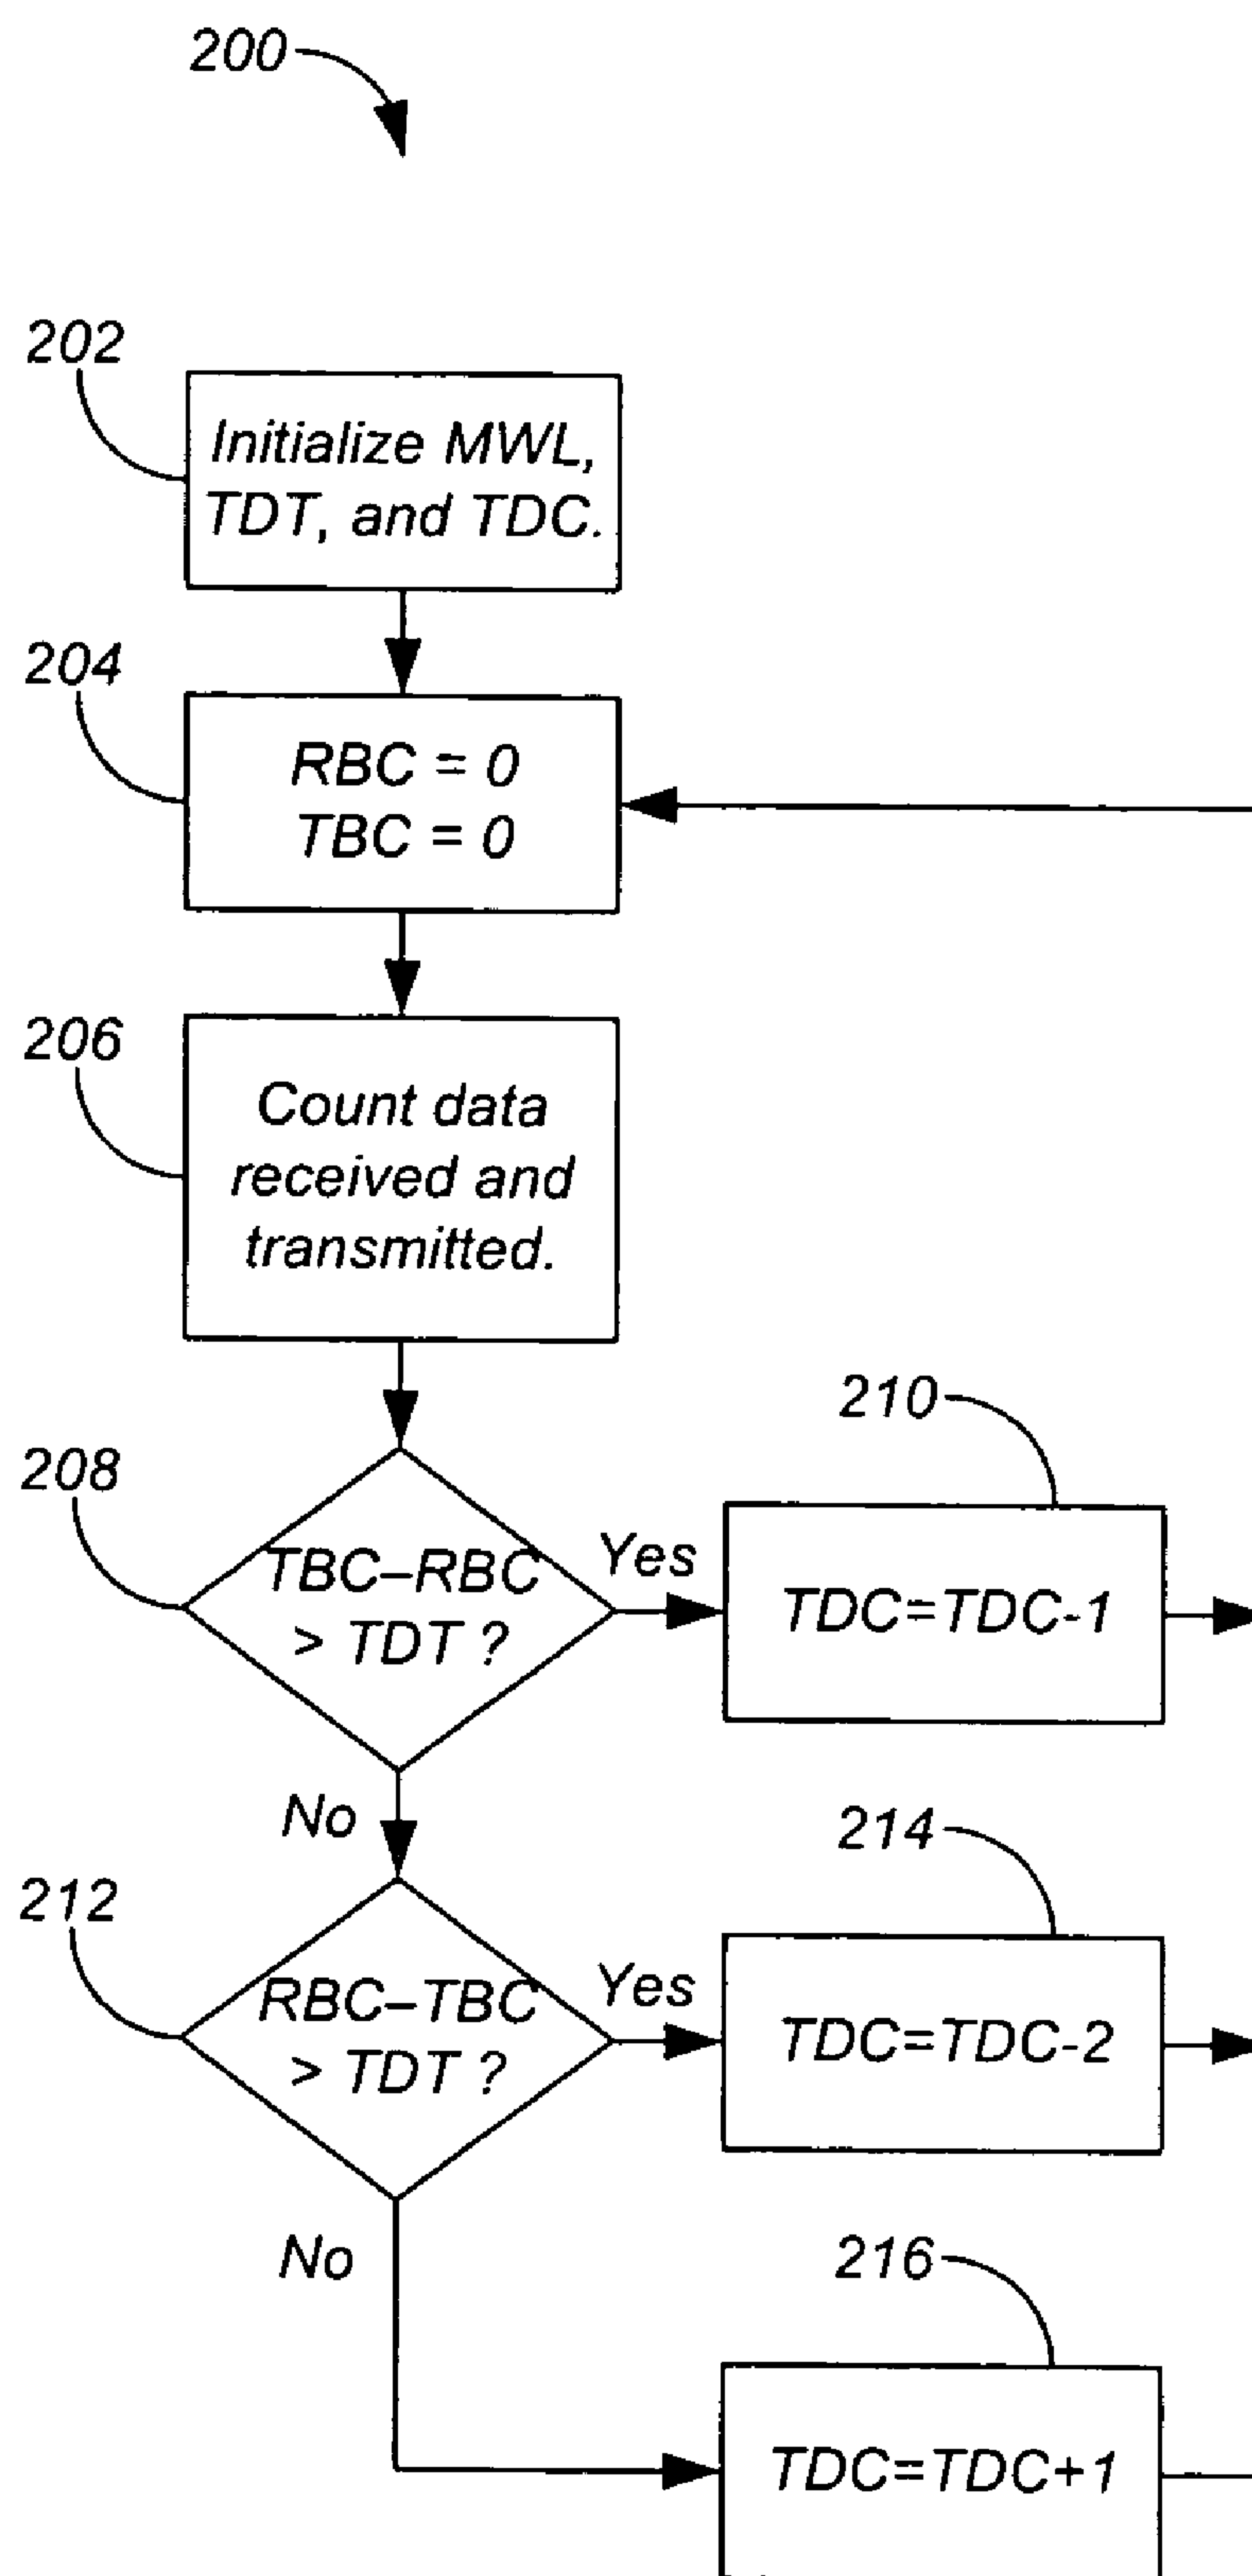 200
202
Initialize MWL,
TDT, and TDC.
204
RBC = 0
TBC = 0
206
Count data
received and
transmitted.
208
TBC–RBC
> TDT ?
Yes
210
TDC=TDC-1
No
212
RBC–TBC
> TDT ?
Yes
214
TDC=TDC-2
No
216
TDC=TDC+1